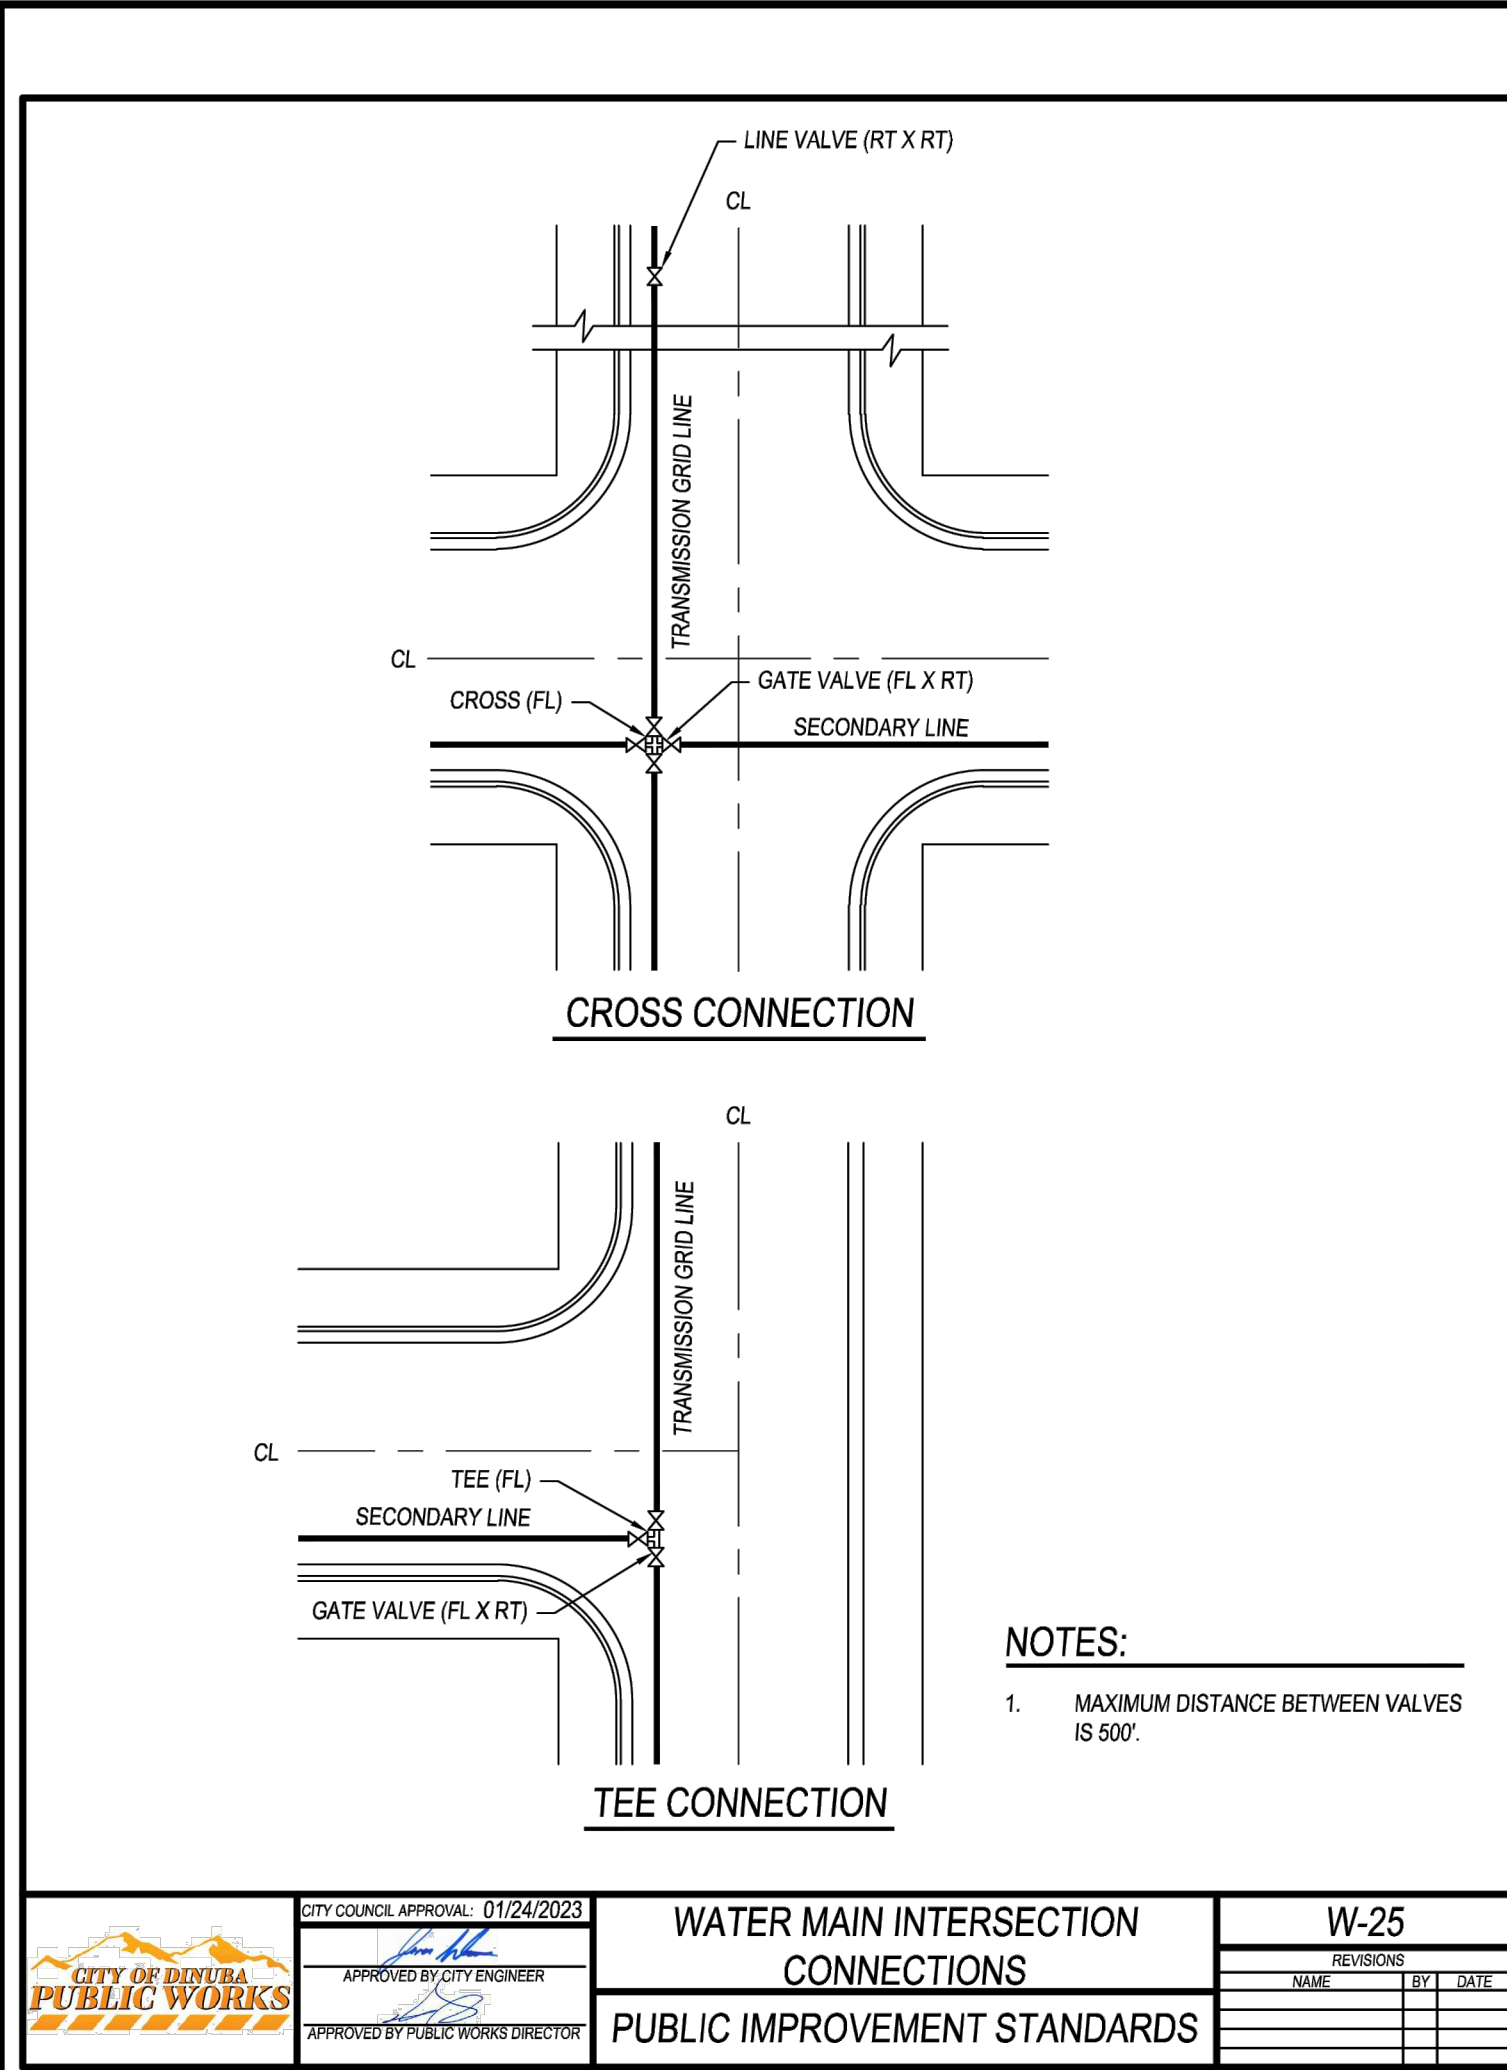 LINE VALVE (RT X RT)
CL
TRANSMISSION GRID LINE
CL
GATE VALVE (FL X RT)
CROSS (FL)
SECONDARY LINE
CROSS CONNECTION
CL
TRANSMISSION GRID LINE
CL
TEE (FL)
SECONDARY LINE
GATE VALVE (FL X RT)
NOTES:
1. MAXIMUM DISTANCE BETWEEN VALVES
IS 500'.
TEE CONNECTION
CITY OF DINUBA
PUBLIC WORKS
CITY COUNCIL APPROVAL: 01/24/2023
APPROVED BY CITY ENGINEER
APPROVED BY PUBLIC WORKS DIRECTOR
WATER MAIN INTERSECTION
CONNECTIONS
PUBLIC IMPROVEMENT STANDARDS
W-25
REVISIONS
NAME BY DATE